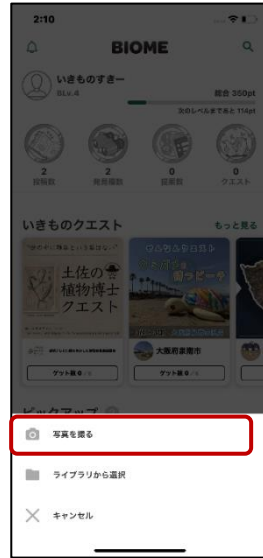 2:10
BIOME
いきものずきー
SLv.4
総合 350pt
次のレベルまであと 114pt
2
2
0
0
投稿数
発見種数
図鑑数
クエスト
いきものクエスト
もっと見る
土佐の
植物博士
クエスト
大阪府泉南市
ゲット数 0
ゲット数 0
ピックアップ
写真を撮る
ライブラリから選択
キャンセル